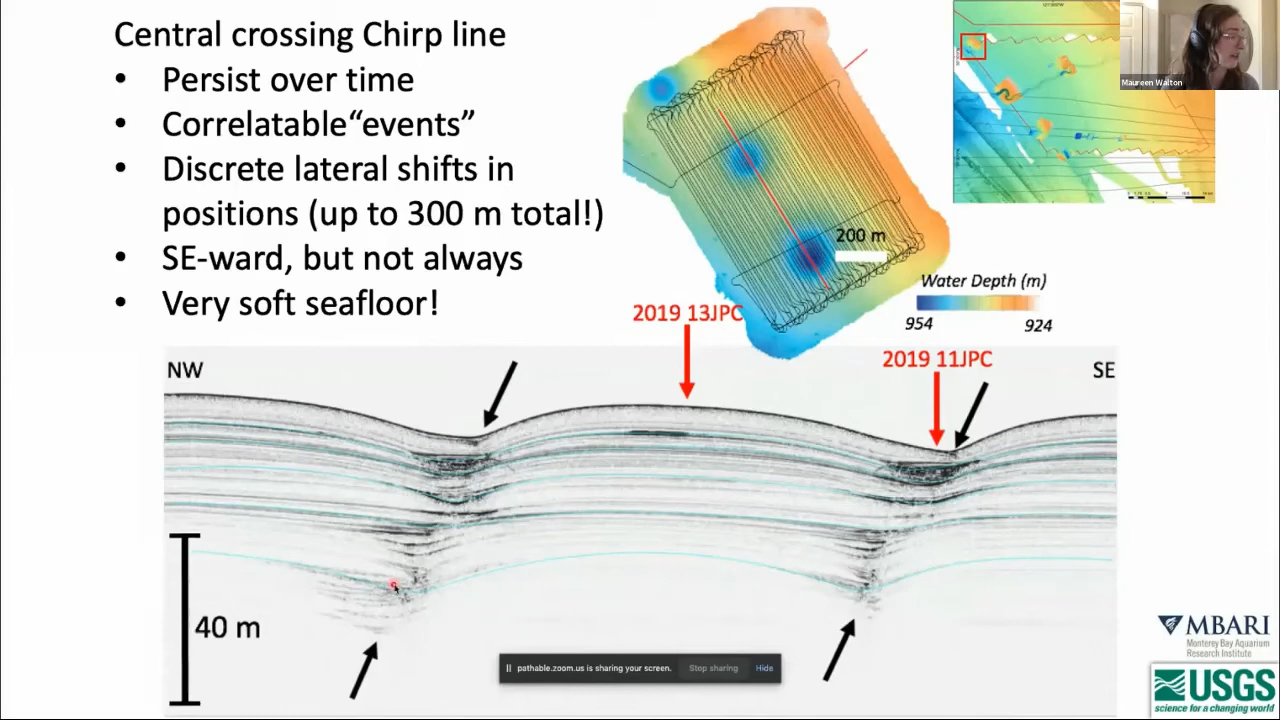 Central crossing Chirp line
• Persist over time
• Correlatable“events”
• Discrete lateral shifts in
positions (up to 300 m total!)
• SE-ward, but not always
• Very soft seafloor!
200 m
Water Depth (m)
954
924
Maureen Walton
2019 13JPC
2019 11JPC
NW
SE
40 m
pathable.zoom.us is sharing your screen.
Stop sharing
Hide
MBARI
Monterey Bay Aquarium
Research Institute
USGS
science for a changing world